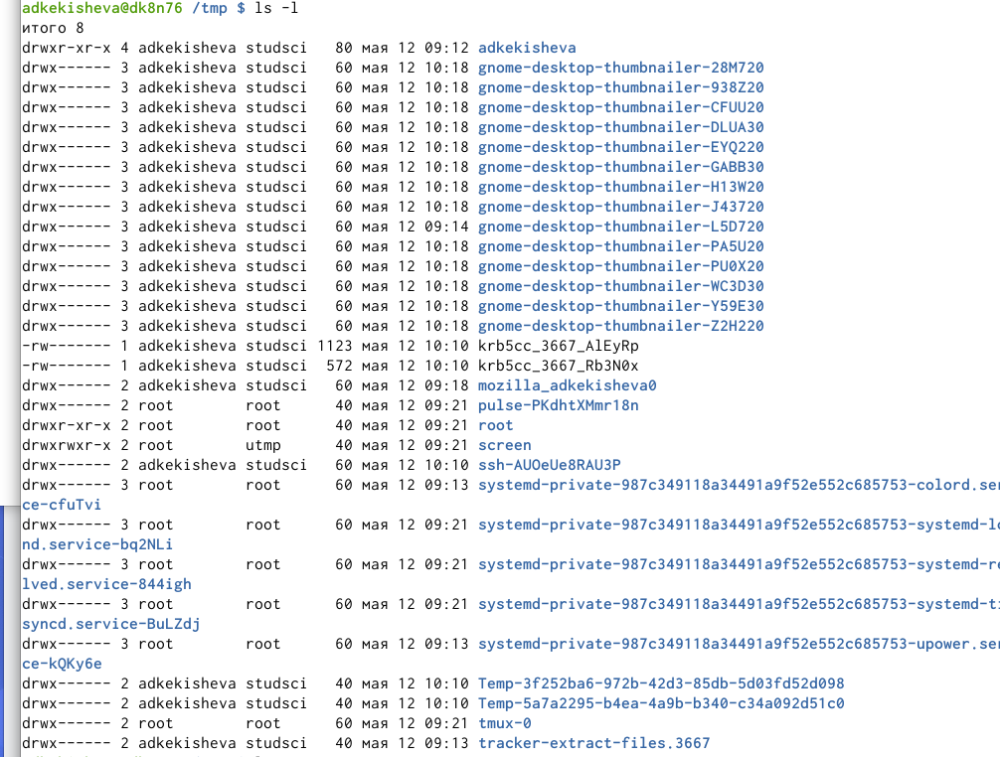 adkekisheva@dk8n76 /tmp $ ls -l
итого 8
drwxr-xr-x 4 adkekisheva studsci   80 мая 12 09:12 adkekisheva
drwx------ 3 adkekisheva studsci   60 мая 12 10:18 gnome-desktop-thumbnailer-28M720
drwx------ 3 adkekisheva studsci   60 мая 12 10:18 gnome-desktop-thumbnailer-938Z20
drwx------ 3 adkekisheva studsci   60 мая 12 10:18 gnome-desktop-thumbnailer-CFUU20
drwx------ 3 adkekisheva studsci   60 мая 12 10:18 gnome-desktop-thumbnailer-DLUA30
drwx------ 3 adkekisheva studsci   60 мая 12 10:18 gnome-desktop-thumbnailer-EYQ220
drwx------ 3 adkekisheva studsci   60 мая 12 10:18 gnome-desktop-thumbnailer-GABB30
drwx------ 3 adkekisheva studsci   60 мая 12 10:18 gnome-desktop-thumbnailer-H13W20
drwx------ 3 adkekisheva studsci   60 мая 12 10:18 gnome-desktop-thumbnailer-J43720
drwx------ 3 adkekisheva studsci   60 мая 12 09:14 gnome-desktop-thumbnailer-L5D720
drwx------ 3 adkekisheva studsci   60 мая 12 10:18 gnome-desktop-thumbnailer-PA5U20
drwx------ 3 adkekisheva studsci   60 мая 12 10:18 gnome-desktop-thumbnailer-PU0X20
drwx------ 3 adkekisheva studsci   60 мая 12 10:18 gnome-desktop-thumbnailer-WC3D30
drwx------ 3 adkekisheva studsci   60 мая 12 10:18 gnome-desktop-thumbnailer-Y59E30
drwx------ 3 adkekisheva studsci   60 мая 12 10:18 gnome-desktop-thumbnailer-Z2H220
-rw------- 1 adkekisheva studsci 1123 мая 12 10:10 krb5cc_3667_AlEyRp
-rw------- 1 adkekisheva studsci  572 мая 12 10:10 krb5cc_3667_Rb3N0x
drwx------ 2 adkekisheva studsci   60 мая 12 09:18 mozilla_adkekisheva0
drwx------ 2 root        root      40 мая 12 09:21 pulse-PKdhtXMmr18n
drwxr-xr-x 2 root        root      40 мая 12 09:21 root
drwxrwxr-x 2 root        utmp      40 мая 12 09:21 screen
drwx------ 2 adkekisheva studsci   60 мая 12 10:10 ssh-AUOeUe8RAU3P
drwx------ 3 root        root      60 мая 12 09:13 systemd-private-987c349118a34491a9f52e552c685753-colord.ser
ce-cfuTvi
drwx------ 3 root        root      60 мая 12 09:21 systemd-private-987c349118a34491a9f52e552c685753-systemd-lo
nd.service-bq2NLi
drwx------ 3 root        root      60 мая 12 09:21 systemd-private-987c349118a34491a9f52e552c685753-systemd-re
lved.service-844igh
drwx------ 3 root        root      60 мая 12 09:21 systemd-private-987c349118a34491a9f52e552c685753-systemd-ti
syncd.service-BuLZdj
drwx------ 3 root        root      60 мая 12 09:13 systemd-private-987c349118a34491a9f52e552c685753-upower.ser
ce-kQKy6e
drwx------ 2 adkekisheva studsci   40 мая 12 10:10 Temp-3f252ba6-972b-42d3-85db-5d03fd52d098
drwx------ 2 adkekisheva studsci   40 мая 12 10:10 Temp-5a7a2295-b4ea-4a9b-b340-c34a092d51c0
drwx------ 2 root        root      60 мая 12 09:21 tmux-0
drwx------ 2 adkekisheva studsci   40 мая 12 09:13 tracker-extract-files.3667